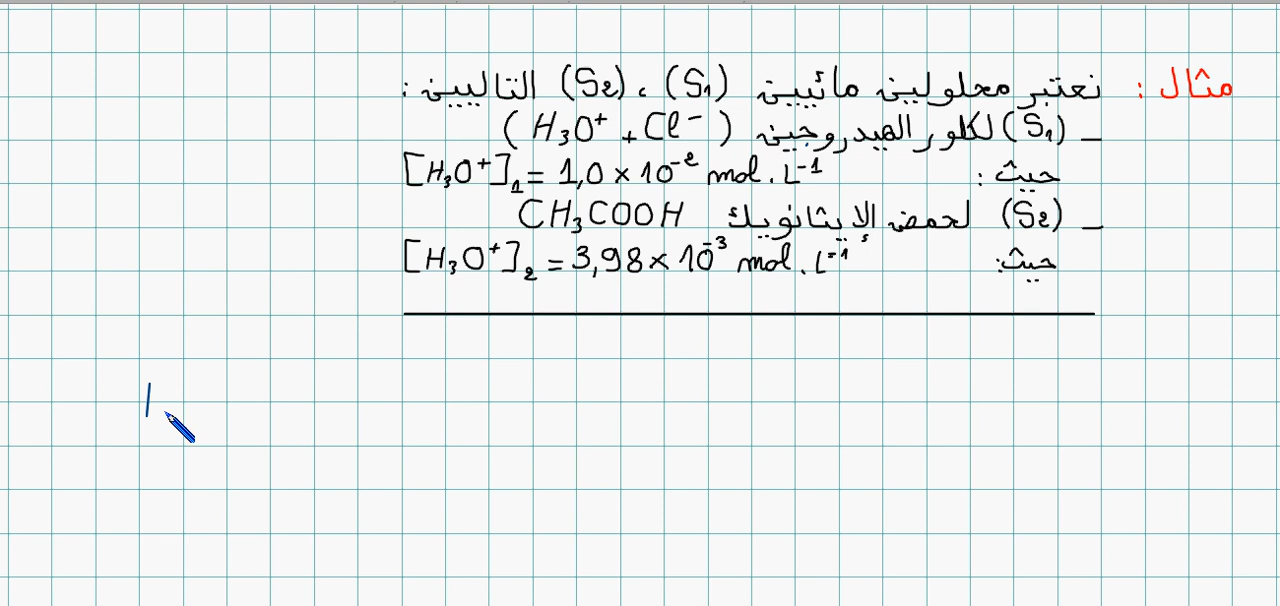 مثال : نعتبر محلولين مائيين (S₁) ، (S₂) التاليين :
_ (S₁) لكلور الهيدروجين (H₃O⁺ + Cl⁻)
حيث : [H₃O⁺]₁ = 1,0 × 10⁻² mol . L⁻¹
_ (S₂) لحمض الإيثانويك CH₃COOH
حيث: [H₃O⁺]₂ = 3,98 × 10⁻³ mol . L⁻¹